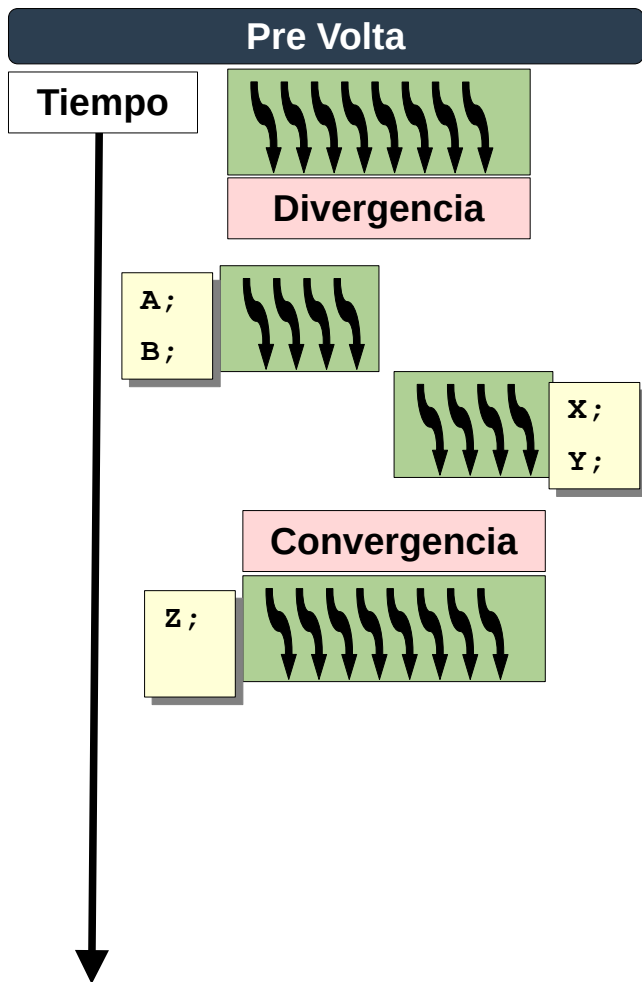 Pre Volta
Tiempo
Divergencia
A;
B;
X;
Y;
Convergencia
Z;